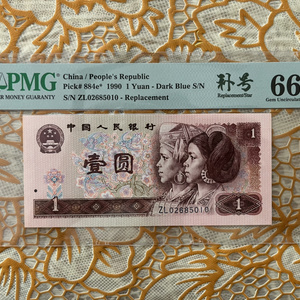 PMG
China / People's Republic
Pick# 884e* 1990 1 Yuan - Dark Blue S/N
S/N ZL02685010 - Replacement
MONEY GUARANTY
补号
Replacement/Star
66
Gem Uncirculated
中国人民银行
壹圆
1
1
1
ZL02685010